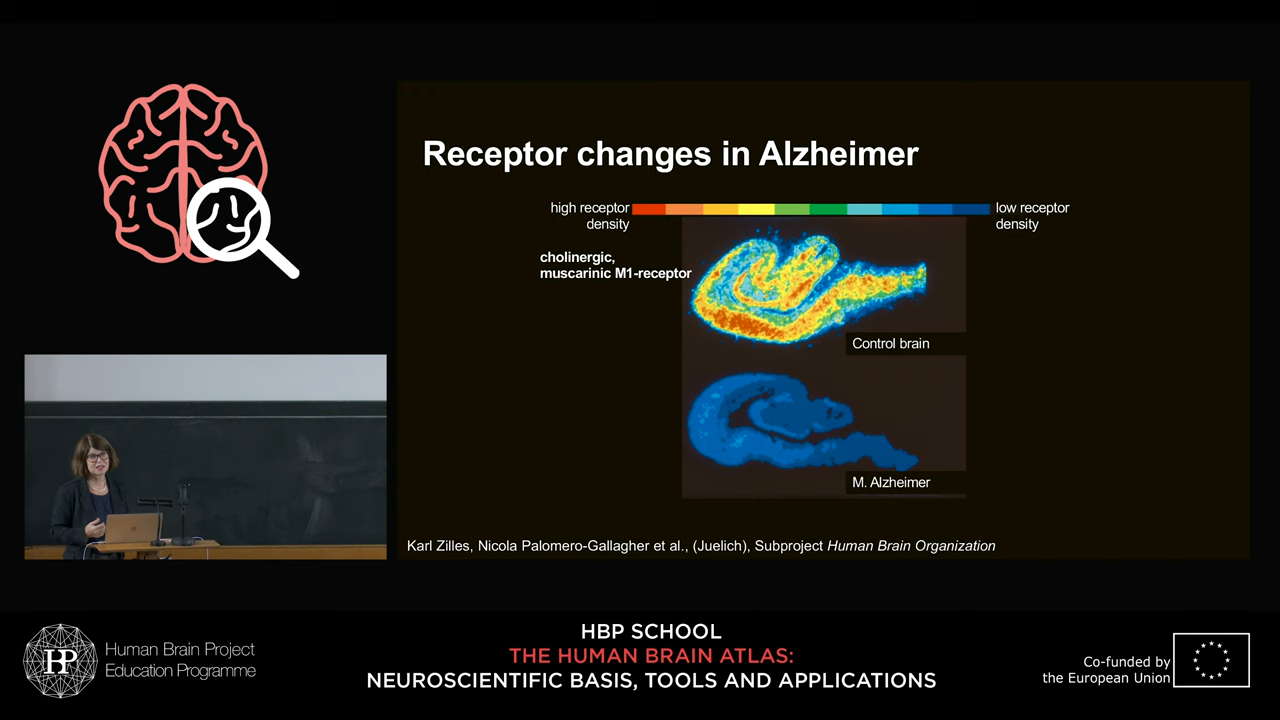 Receptor changes in Alzheimer
high receptor
density
low receptor
density
cholinergic,
muscarinic M1-receptor
Control brain
M. Alzheimer
Karl Zilles, Nicola Palomero-Gallagher et al., (Juelich), Subproject Human Brain Organization
HBP
Human Brain Project
Education Programme
HBP SCHOOL
THE HUMAN BRAIN ATLAS:
NEUROSCIENTIFIC BASIS, TOOLS AND APPLICATIONS
Co-funded by
the European Union